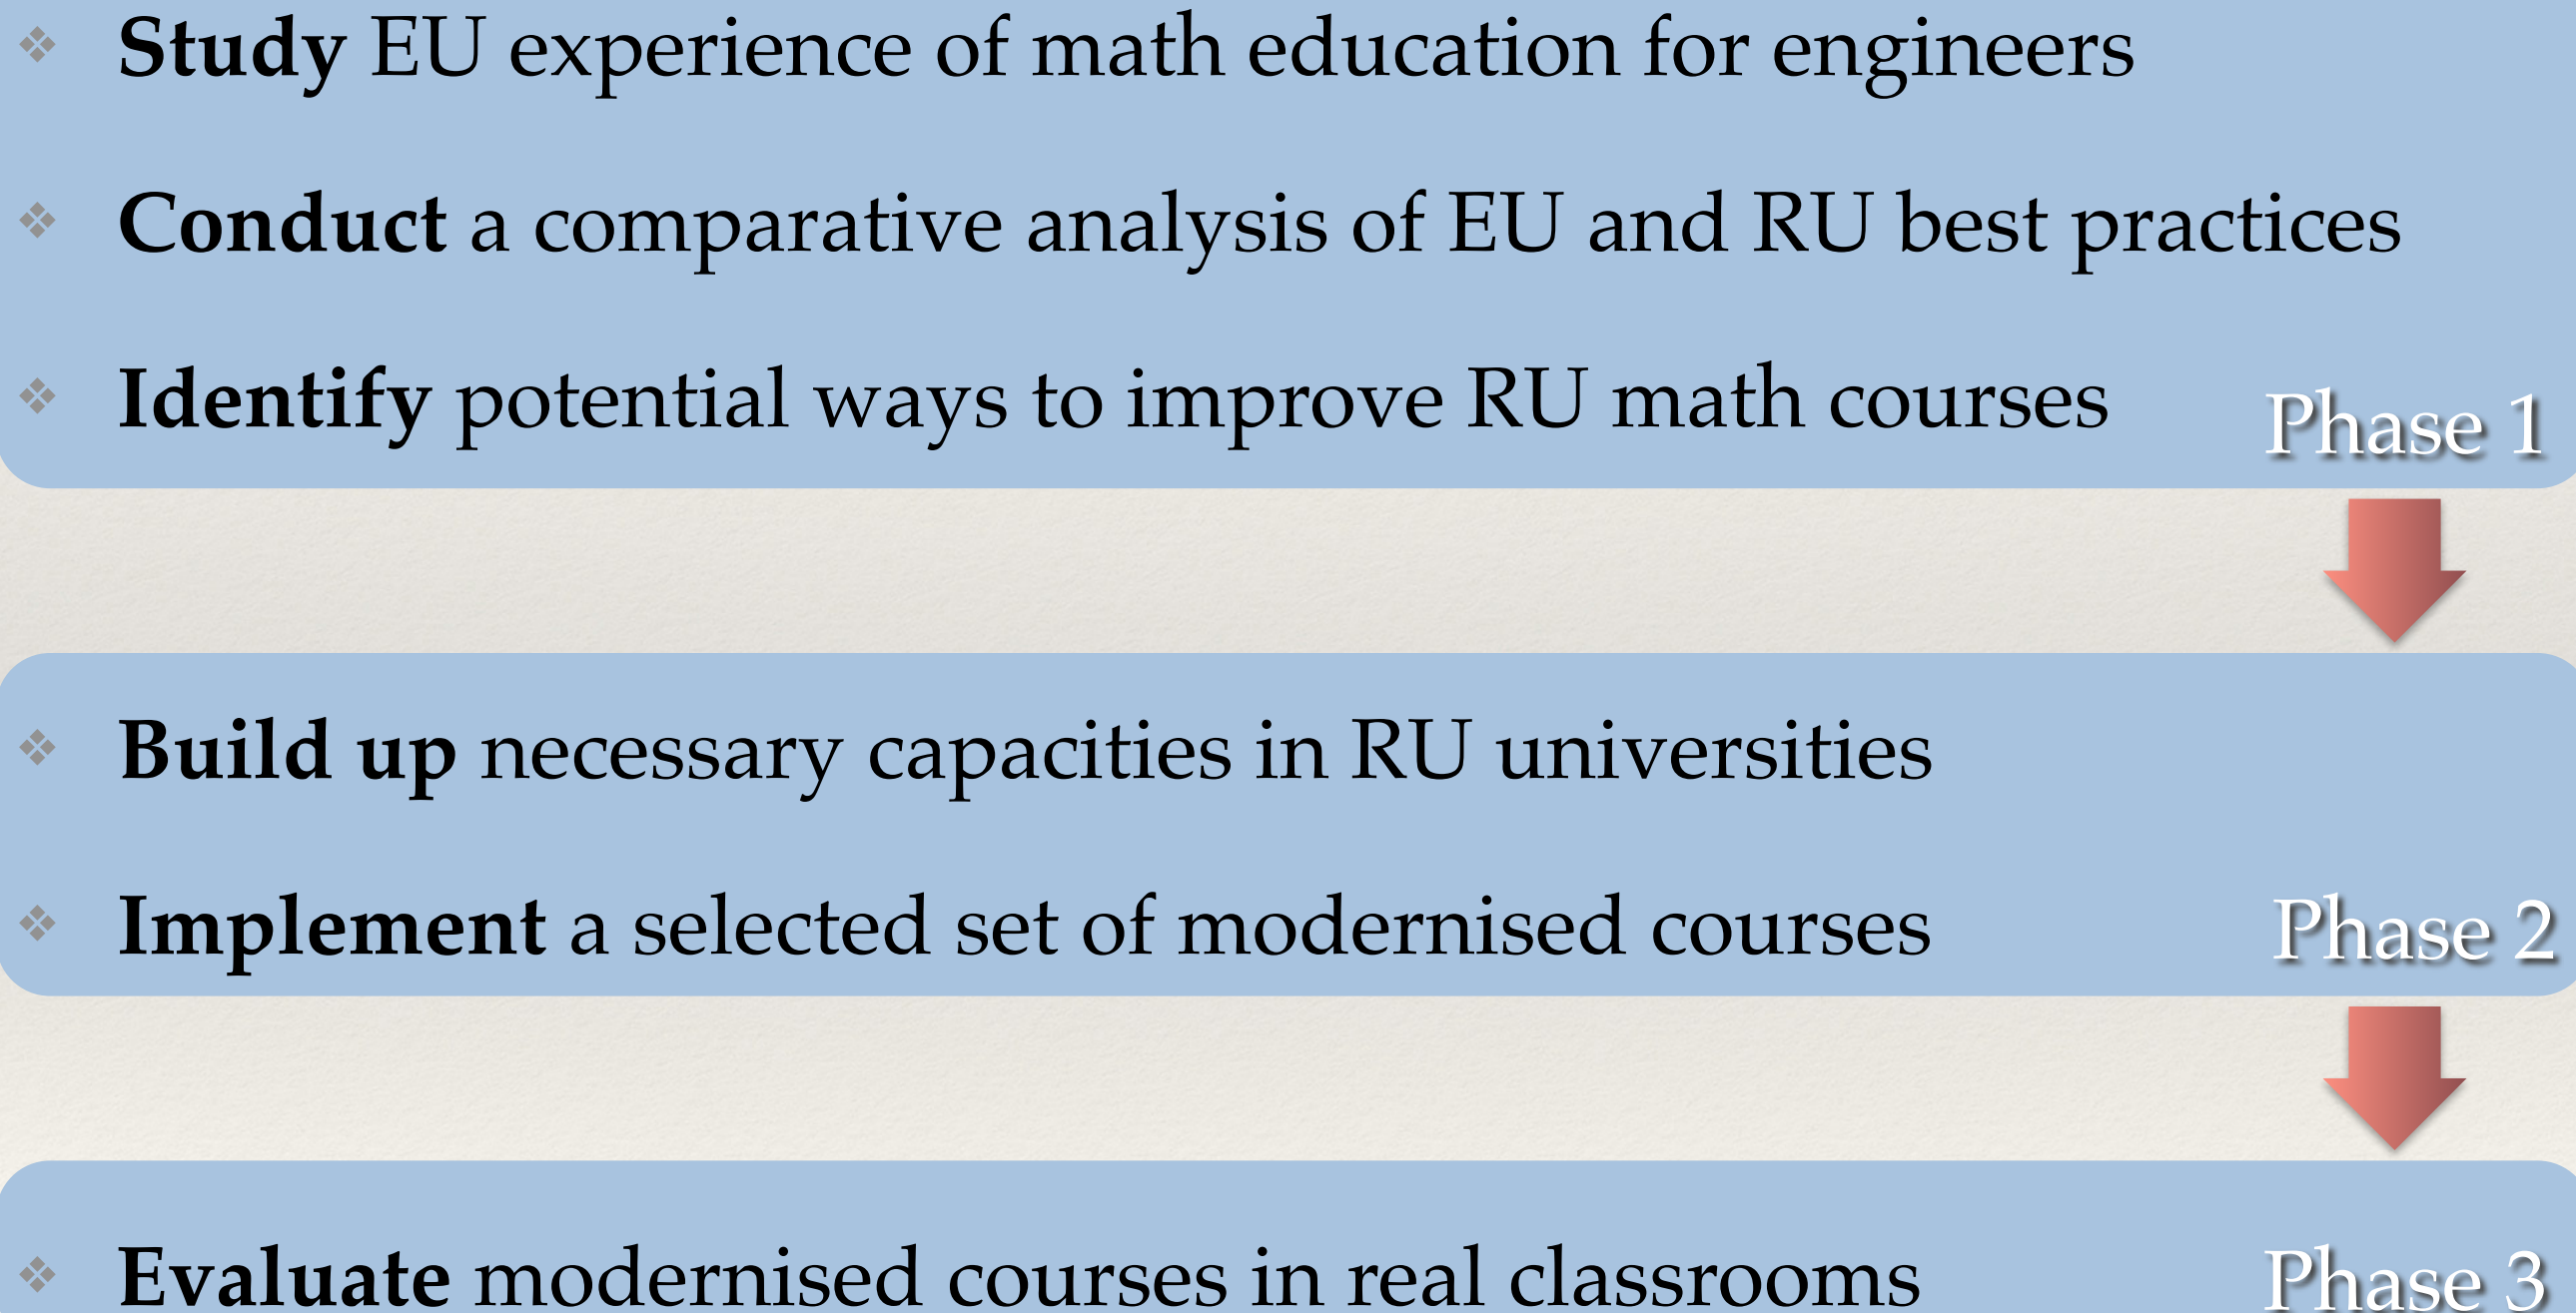 ❖ Study EU experience of math education for engineers
❖ Conduct a comparative analysis of EU and RU best practices
❖ Identify potential ways to improve RU math courses
Phase 1
❖ Build up necessary capacities in RU universities
❖ Implement a selected set of modernised courses
Phase 2
❖ Evaluate modernised courses in real classrooms
Phase 3